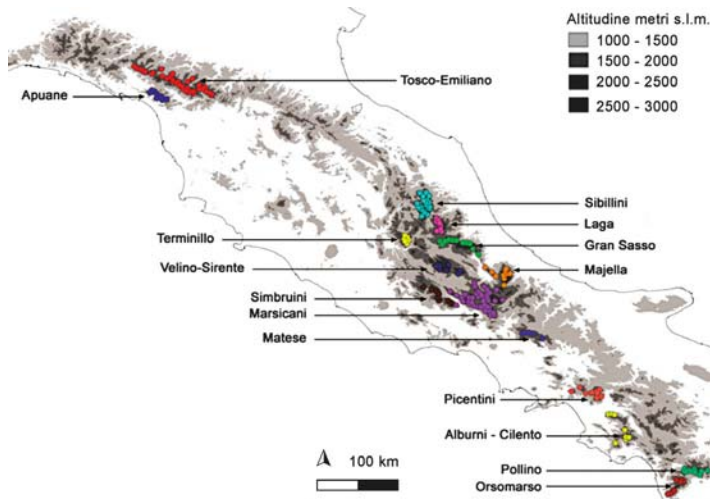 Altitudine metri s.l.m.
1000 - 1500
1500 - 2000
2000 - 2500
2500 - 3000
Tosco-Emiliano
Apuane
Sibillini
Laga
Terminillo
Gran Sasso
Velino-Sirente
Majella
Simbruini
Marsicani
Matese
Picentini
Alburni - Cilento
100 km
Pollino
Orsomarso